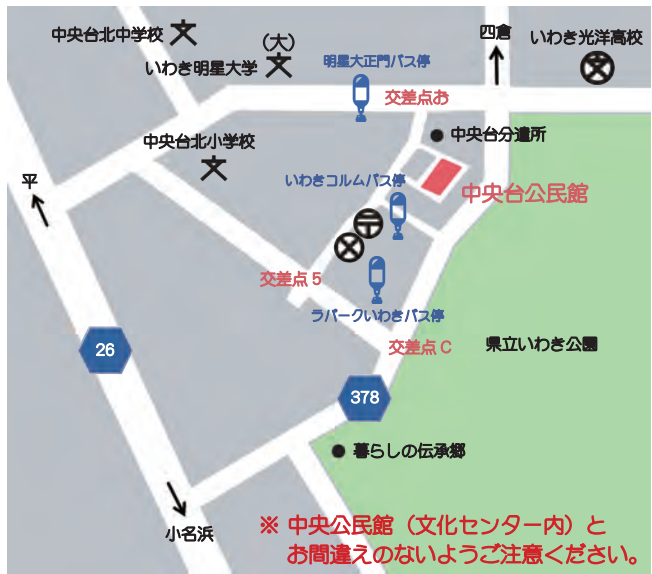 中央台北中学校
四倉
いわき光洋高校
(大)
いわき明星大学
明星大正門バス停
交差点お
中央台分遣所
中央台北小学校
いわきコルムバス停
平
中央台公民館
交差点5
ラパークいわきバス停
26
交差点C
県立いわき公園
378
暮らしの伝承郷
小名浜
※ 中央公民館(文化センター内)と
お間違えのないようご注意ください。